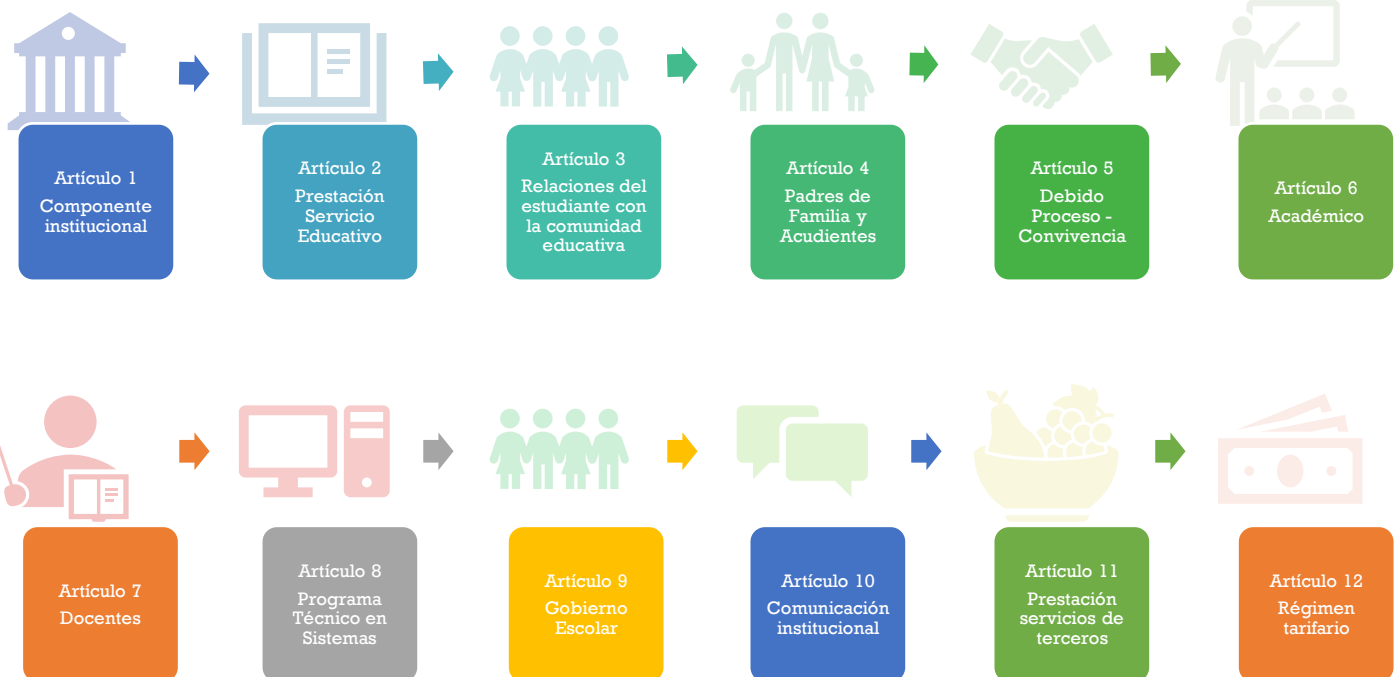 Artículo 1
Componente
institucional
Artículo 2
Prestación
Servicio
Educativo
Artículo 3
Relaciones del
estudiante con
la comunidad
educativa
Artículo 4
Padres de
Familia y
Acudientes
Artículo 5
Debido
Proceso -
Convivencia
Artículo 6
Académico
Artículo 7
Docentes
Artículo 8
Programa
Técnico en
Sistemas
Artículo 9
Gobierno
Escolar
Artículo 10
Comunicación
institucional
Artículo 11
Prestación
servicios de
terceros
Artículo 12
Régimen
tarifario